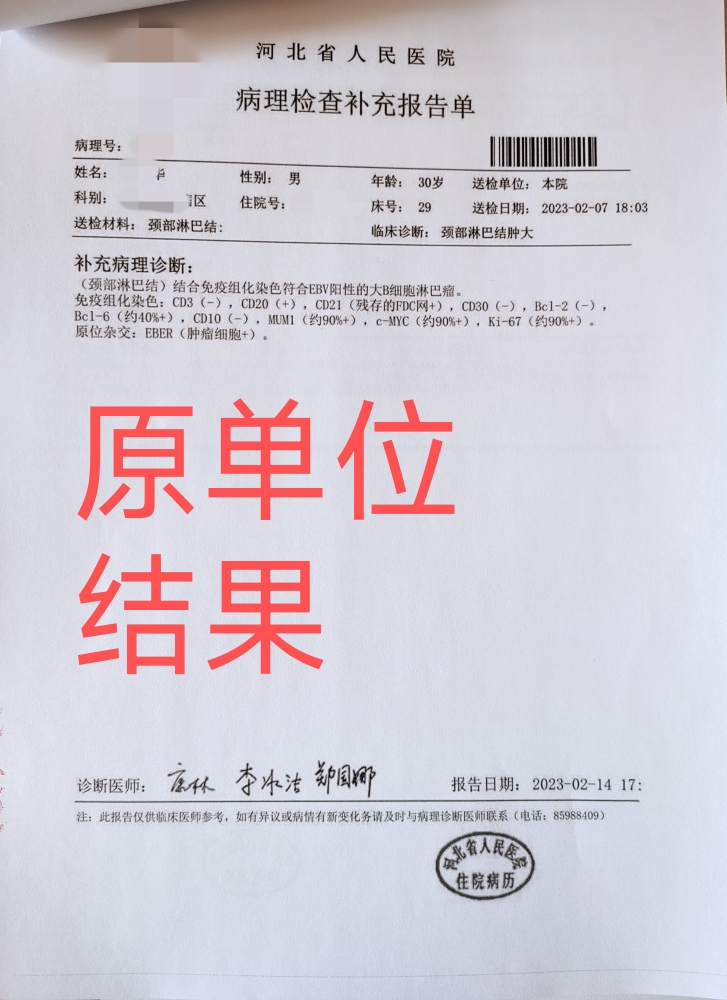 河北省人民医院
病理检查补充报告单
病理号：
姓名： 性别： 男 年龄： 30岁 送检单位： 本院
科别： 区 住院号： 床号： 29 送检日期： 2023-02-07 18:03
送检材料： 颈部淋巴结： 临床诊断： 颈部淋巴结肿大
补充病理诊断：
（颈部淋巴结）结合免疫组化染色符合EBV阳性的大B细胞淋巴瘤。
免疫组化染色：CD3（-），CD20（+），CD21（残存的FDC网+），CD30（-），Bcl-2（-），
Bcl-6（约40%+），CD10（-），MUM1（约90%+），c-MYC（约90%+），Ki-67（约90%+）。
原位杂交：EBER（肿瘤细胞+）。
原单位
结果
诊断医师： 李冰洁 郑国娜 报告日期： 2023-02-14 17:
注：此报告仅供临床医师参考，如有异议或病情有新变化务请及时与病理诊断医师联系（电话：85988409）
河北省人民医院
住院病历